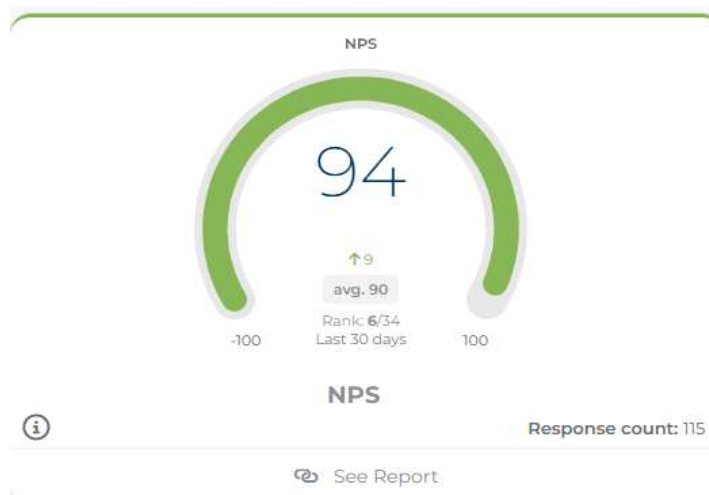 NPS
94
↑9
avg. 90
Rank: 6/34
Last 30 days
-100
100
NPS
Response count: 115
See Report